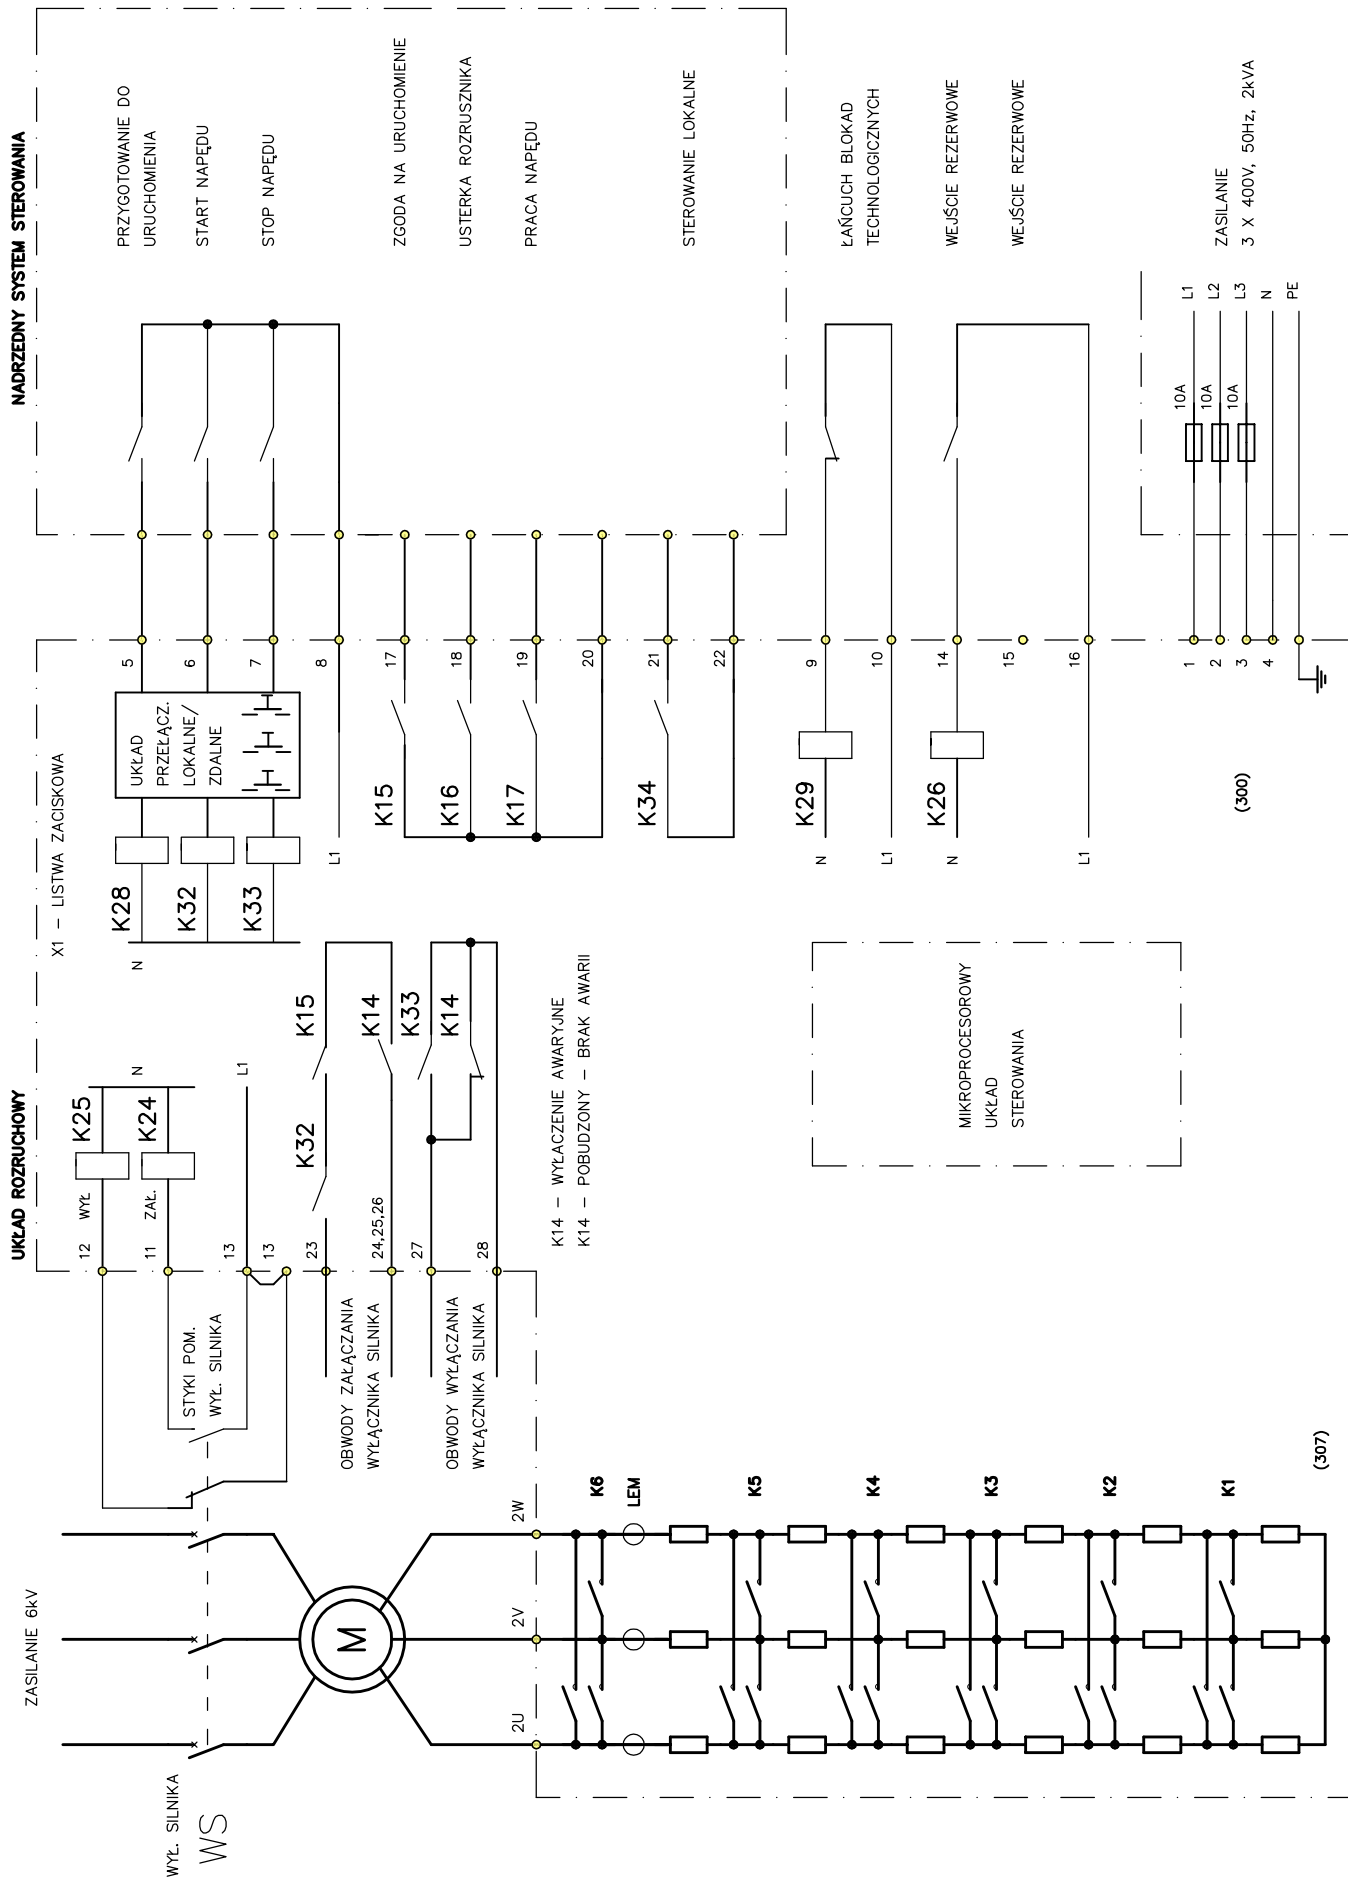 ZASILANIE 6kV
WYŁ. SILNIKA
WS
M
2U
2V
2W
K6
LEM
K5
K4
K3
K2
K1
(307)
UKŁAD ROZRUCHOWY
X1 – LISTWA ZACISKOWA
12
WYŁ
K25
11
ZAŁ.
K24
N
13
L1
13
STYKI POM.
WYŁ. SILNIKA
23
K32
K15
OBWODY ZAŁĄCZANIA
WYŁĄCZNIKA SILNIKA
24,25,26
K14
27
K33
OBWODY WYŁĄCZANIA
WYŁĄCZNIKA SILNIKA
K14
28
K14 – WYŁACZENIE AWARYJNE
K14 – POBUDZONY – BRAK AWARII
MIKROPROCESOROWY
UKŁAD
STEROWANIA
N
K28
K32
K33
L1
UKŁAD
PRZEŁĄCZ.
LOKALNE/
ZDALNE
5
6
7
8
K15
17
K16
18
K17
19
20
K34
21
22
K29
N
9
L1
10
K26
N
14
15
L1
16
(300)
1
2
3
4
NADRZEDNY SYSTEM STEROWANIA
PRZYGOTOWANIE DO
URUCHOMIENIA
START NAPĘDU
STOP NAPĘDU
ZGODA NA URUCHOMIENIE
USTERKA ROZRUSZNIKA
PRACA NAPĘDU
STEROWANIE LOKALNE
ŁAŃCUCH BLOKAD
TECHNOLOGICZNYCH
WEJŚCIE REZERWOWE
WEJŚCIE REZERWOWE
10A
L1
10A
L2
10A
L3
N
PE
ZASILANIE
3 X 400V, 50Hz, 2kVA